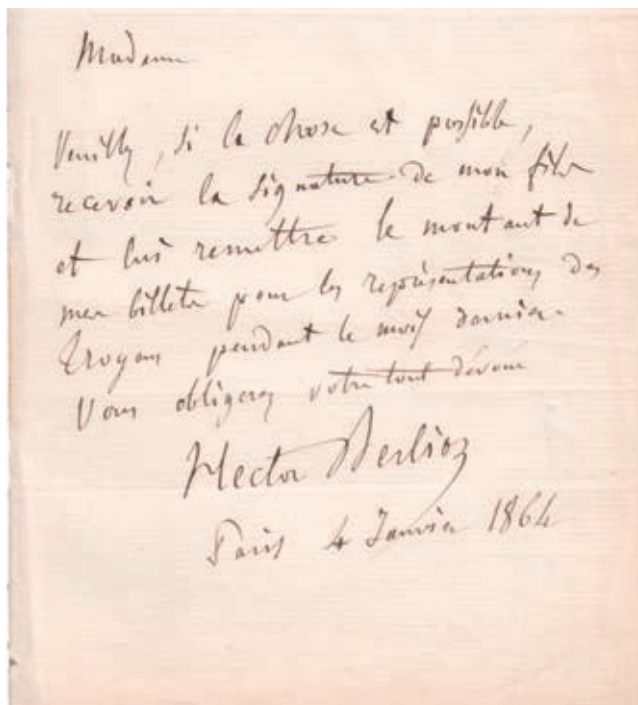 Madame
Veuillez, si la chose est possible,
recevoir la signature de mon fils
et lui remettre le montant de
mes billets pour les représentations des
Troyens pendant le mois dernier.
Vous obligerez votre tout dévoué
Hector Berlioz
Paris 4 Janvier 1864